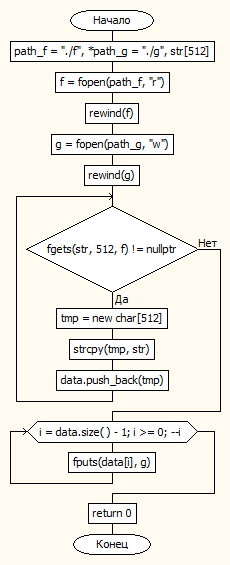 Начало
path_f = "./f", *path_g = "./g", str[512]
f = fopen(path_f, "r")
rewind(f)
g = fopen(path_g, "w")
rewind(g)
fgets(str, 512, f) != nullptr
Нет
Да
tmp = new char[512]
strcpy(tmp, str)
data.push_back(tmp)
i = data.size() - 1; i >= 0; --i
fputs(data[i], g)
return 0
Конец